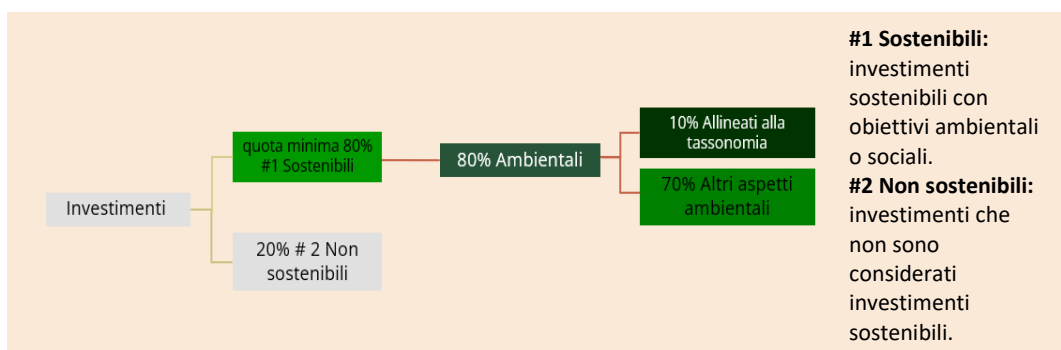 Investimenti
quota minima 80%
#1 Sostenibili
20% # 2 Non
sostenibili
80% Ambientali
10% Allineati alla
tassonomia
70% Altri aspetti
ambientali
#1 Sostenibili:
investimenti
sostenibili con
obiettivi ambientali
o sociali.
#2 Non sostenibili:
investimenti che
non sono
considerati
investimenti
sostenibili.